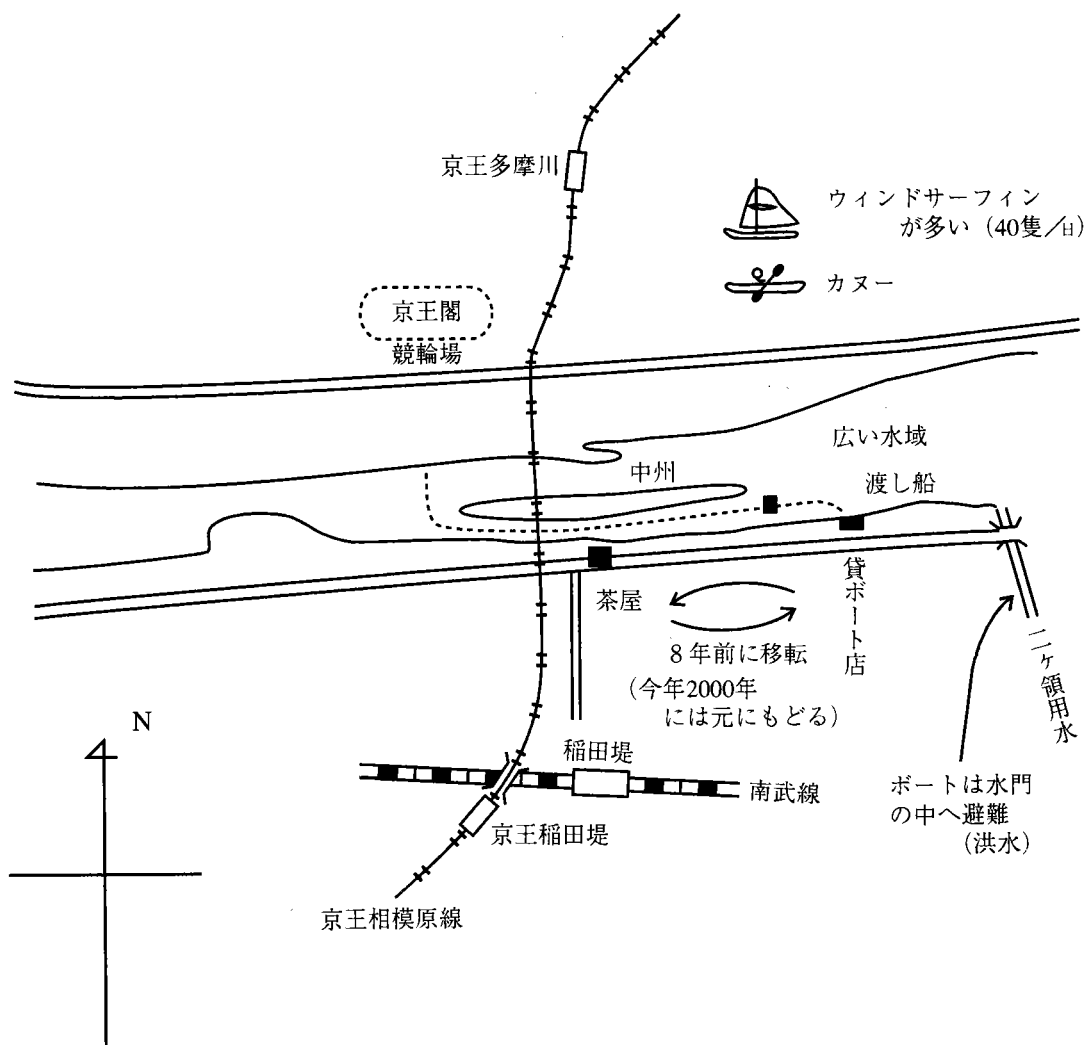 京王多摩川
ウィンドサーフィン
が多い（40隻／日）
カヌー
京王閣
競輪場
広い水域
中州
渡し船
茶屋
貸ボート店
8年前に移転
（今年2000年
には元にもどる）
二ヶ領用水
N
稲田堤
南武線
ボートは水門
の中へ避難
（洪水）
京王稲田堤
京王相模原線